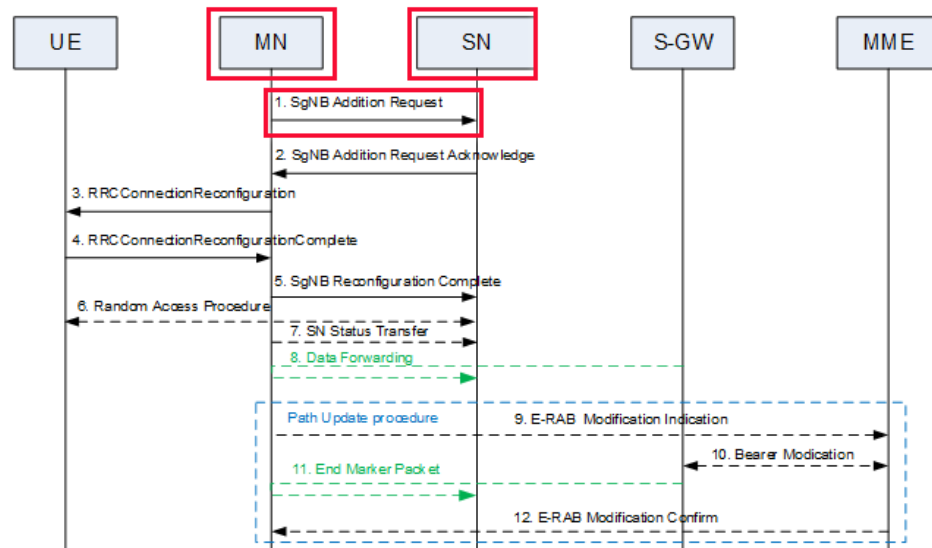 UE
MN
SN
S-GW
MME
1. SgNB Addition Request
2. SgNB Addition Request Acknowledge
3. RRCConnectionReconfiguration
4. RRCConnectionReconfigurationComplete
5. SgNB Reconfiguration Complete
6. Random Access Procedure
7. SN Status Transfer
8. Data Forwarding
Path Update procedure
9. E-RAB Modification Indication
10. Bearer Modication
11. End Marker Packet
12. E-RAB Modification Confirm